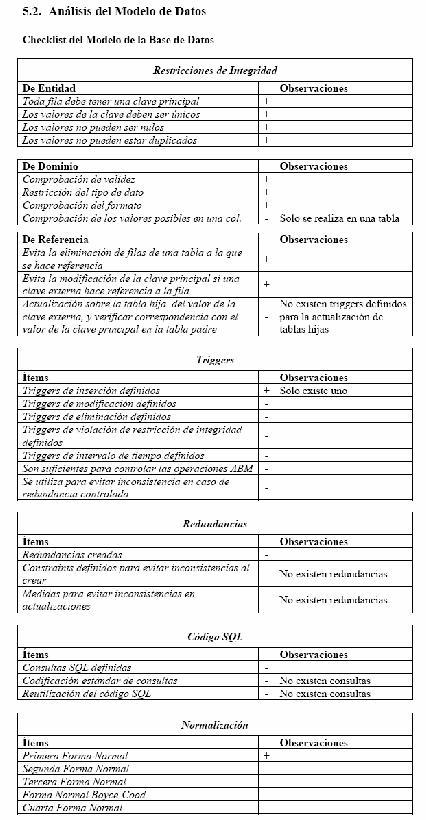 5.2. Análisis del Modelo de Datos
Checklist del Modelo de la Base de Datos
Restricciones de Integridad
De Entidad Observaciones
Toda fila debe tener una clave principal +
Los valores de la clave deben ser únicos +
Los valores no pueden ser nulos +
Los valores no pueden estar duplicados +
De Dominio Observaciones
Comprobación de validez +
Restricción del tipo de dato +
Comprobación del formato +
Comprobación de los valores posibles en una col. - Solo se realiza en una tabla
De Referencia Observaciones
Evita la eliminación de filas de una tabla a la que
se hace referencia +
Evita la modificación de la clave principal si una
clave externa hace referencia a la fila +
Actualización sobre la tabla hija del valor de la No existen triggers definidos
clave externa, y verificar correspondencia con el - para la actualización de
valor de la clave principal en la tabla padre tablas hijas
Triggers
Ítems Observaciones
Triggers de inserción definidos + Solo existe uno
Triggers de modificación definidos -
Triggers de eliminación definidos -
Triggers de violación de restricción de integridad
definidos -
Triggers de intervalo de tiempo definidos -
Son suficientes para controlar las operaciones ABM -
Se utiliza para evitar inconsistencia en caso de
redundancia controlada -
Redundancias
Ítems Observaciones
Redundancias creadas -
Constraints definidos para evitar inconsistencias al
crear No existen redundancias
Medidas para evitar inconsistencias en
actualizaciones No existen redundancias
Código SQL
Ítems Observaciones
Consultas SQL definidas -
Codificación estándar de consultas - No existen consultas
Reutilización del código SQL - No existen consultas
Normalización
Ítems Observaciones
Primera Forma Normal +
Segunda Forma Normal
Tercera Forma Normal
Forma Normal Boyce Codd
Cuarta Forma Normal